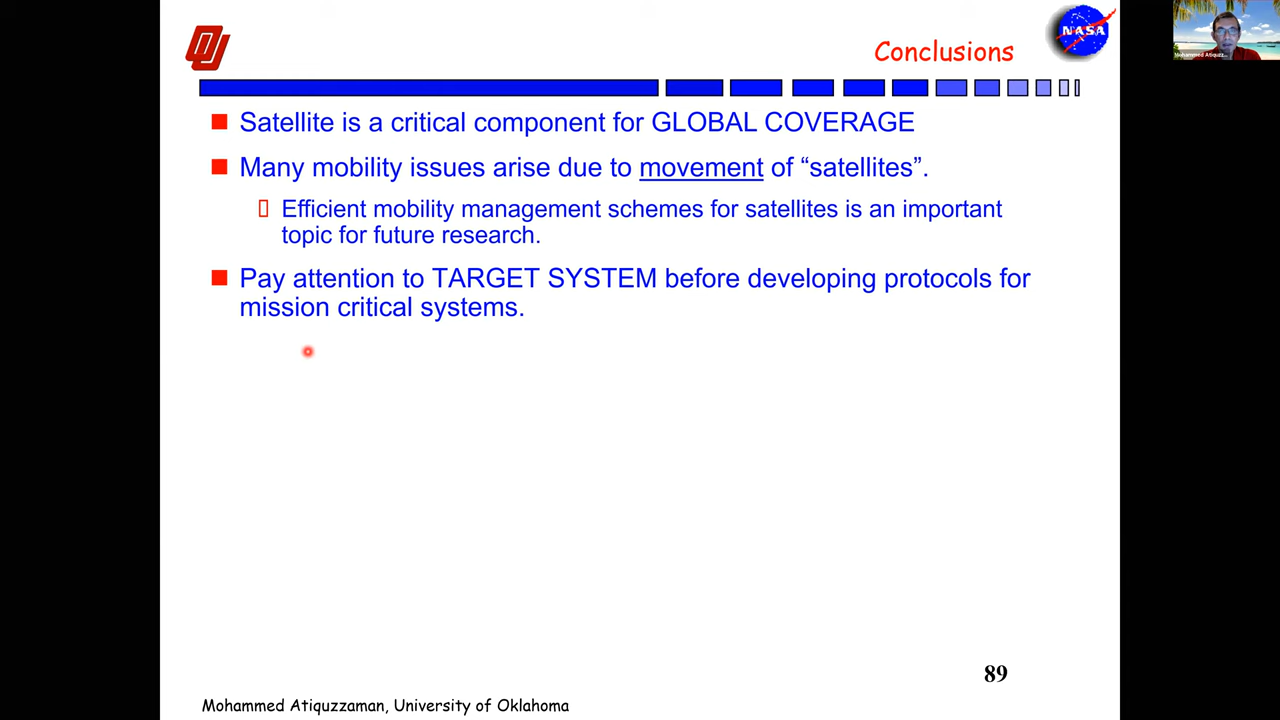 Conclusions
NASA
Mohammed Atiquzz...
Satellite is a critical component for GLOBAL COVERAGE
Many mobility issues arise due to movement of “satellites”.
Efficient mobility management schemes for satellites is an important
topic for future research.
Pay attention to TARGET SYSTEM before developing protocols for
mission critical systems.
89
Mohammed Atiquzzaman, University of Oklahoma